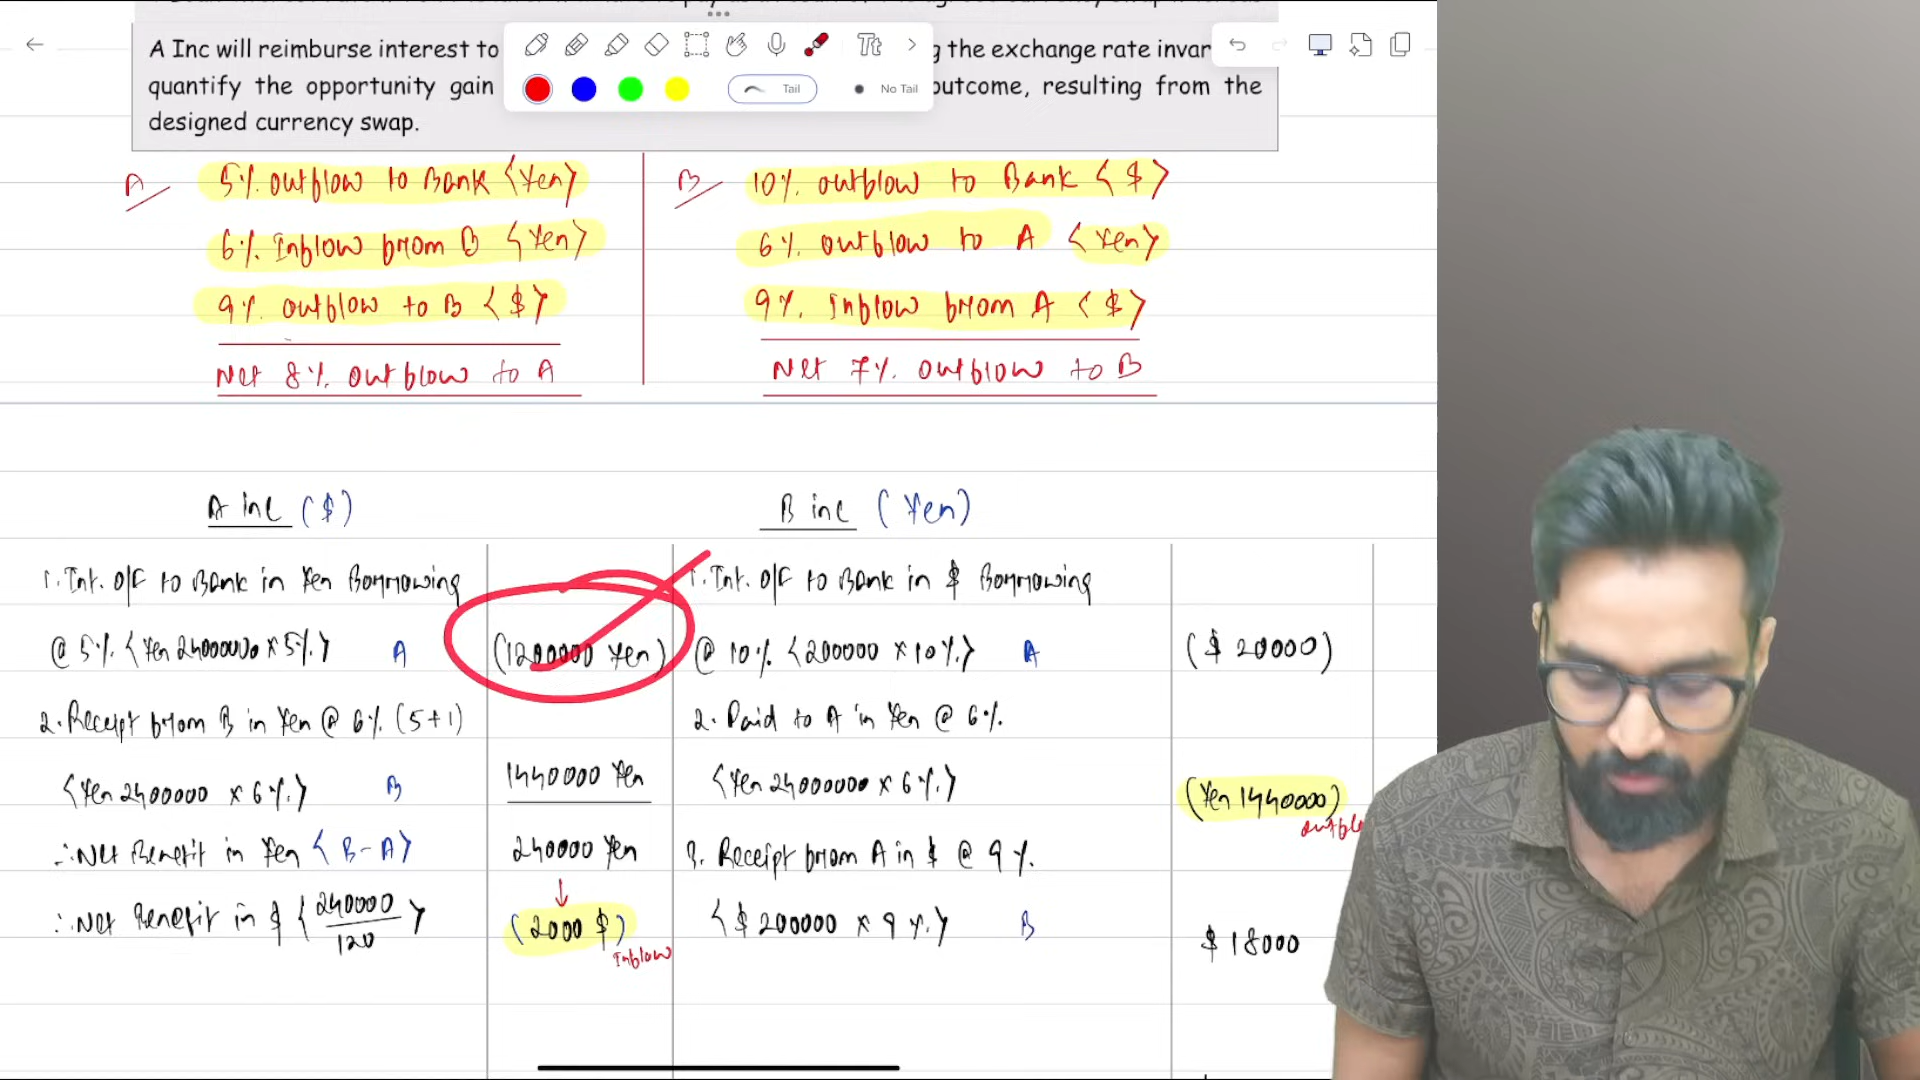 A Inc will reimburse interest to
g the exchange rate invar
quantify the opportunity gain
outcome, resulting from the
designed currency swap.
Tt
Tail
No Tail
A
5% outflow to Bank <Yen>
6% Inflow from B <Yen>
9% outflow to B <$>
Net 8% outflow to A
B
10% outflow to Bank <$>
6% outflow to A <Yen>
9% Inflow from A <$>
Net 7% outflow to B
A inc ($)
1. Int. O/F to Bank in Yen Borrowing
@ 5% <Yen 24000000 x 5%> A (1200000 Yen)
2. Receipt from B in Yen @ 6% (5+1)
<Yen 2400000 x 6%> B 1440000 Yen
∴ Net Benefit in Yen <B-A> 240000 Yen
∴ Net Benefit in $ <240000/120> (2000 $)
Inflow
B inc (Yen)
1. Int. O/F to Bank in $ Borrowing
@ 10% <200000 x 10%> A ($ 20000)
2. Paid to A in Yen @ 6%
<Yen 24000000 x 6%> (Yen 1440000)
3. Receipt from A in $ @ 9%
<$ 200000 x 9%> B $ 18000